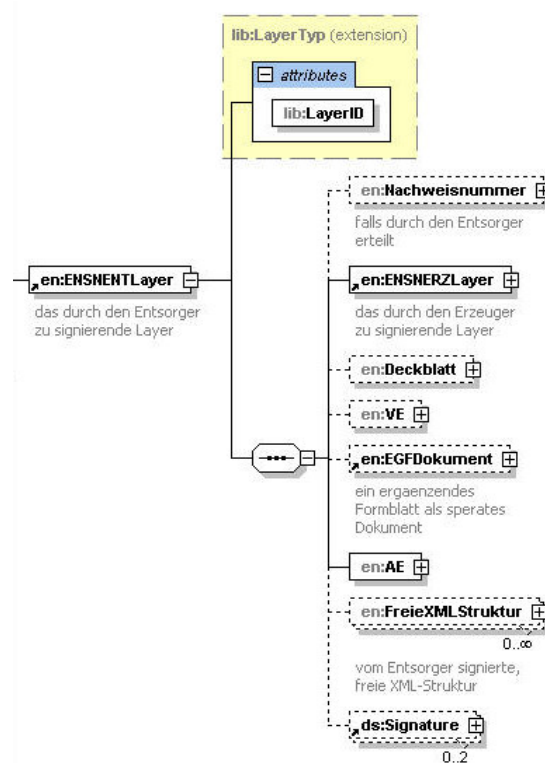 lib:LayerTyp (extension)
attributes
lib:LayerID
en:Nachweisnummer
falls durch den Entsorger
erteilt
en:ENSNENTLayer
das durch den Entsorger
zu signierende Layer
en:ENSNERZLayer
das durch den Erzeuger
zu signierende Layer
en:Deckblatt
en:VE
en:EGFDokument
ein ergaenzendes
Formblatt als sperates
Dokument
en:AE
en:FreieXMLStruktur
0..∞
vom Entsorger signierte,
freie XML-Struktur
ds:Signature
0..2